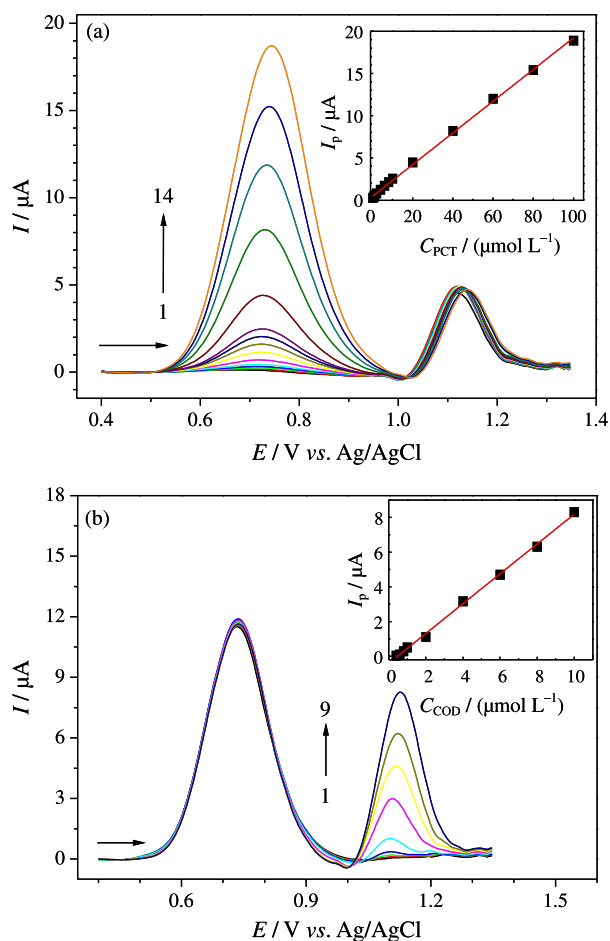 (a)
I / μA
20
15
10
5
0
14
1
0.4 0.6 0.8 1.0 1.2 1.4
E / V vs. Ag/AgCl
I_p / μA
20
15
10
5
0
0 20 40 60 80 100
C_PCT / (μmol L⁻¹)
(b)
I / μA
18
15
12
9
6
3
0
9
1
0.6 0.9 1.2 1.5
E / V vs. Ag/AgCl
I_p / μA
8
6
4
2
0
0 2 4 6 8 10
C_COD / (μmol L⁻¹)